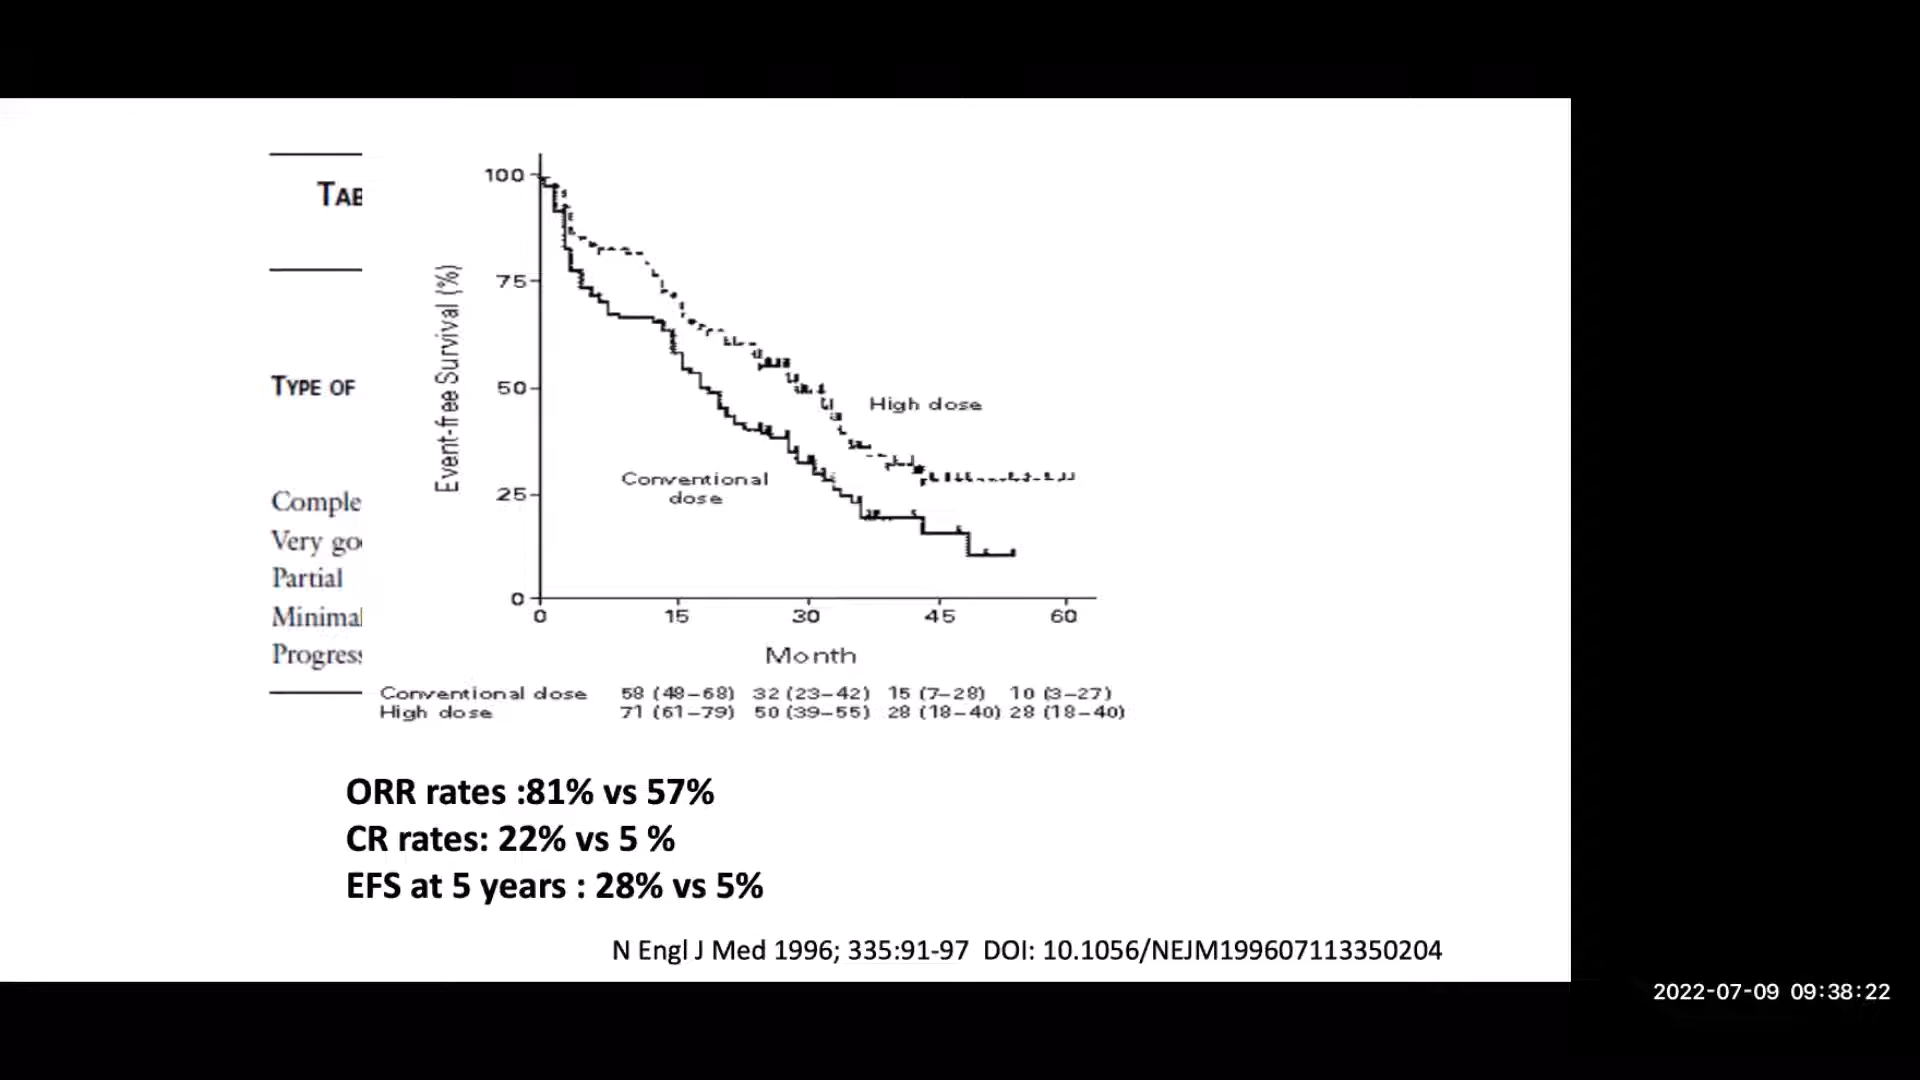 TAB
100
75
50
25
0
Event-free Survival (%)
High dose
Conventional
dose
0 15 30 45 60
Month
TYPE OF
Comple
Very go
Partial
Minimal
Progress
Conventional dose 58 (48–68) 32 (23–42) 15 (7–28) 10 (3–27)
High dose 71 (61–79) 50 (39–55) 28 (18–40) 28 (18–40)
ORR rates :81% vs 57%
CR rates: 22% vs 5 %
EFS at 5 years : 28% vs 5%
N Engl J Med 1996; 335:91-97 DOI: 10.1056/NEJM199607113350204
2022-07-09 09:38:22